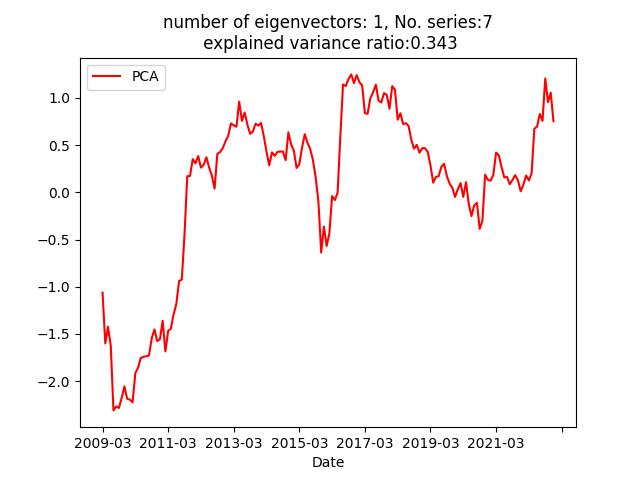 number of eigenvectors: 1, No. series:7
explained variance ratio:0.343
PCA
1.0
0.5
0.0
−0.5
−1.0
−1.5
−2.0
2009-03 2011-03 2013-03 2015-03 2017-03 2019-03 2021-03
Date